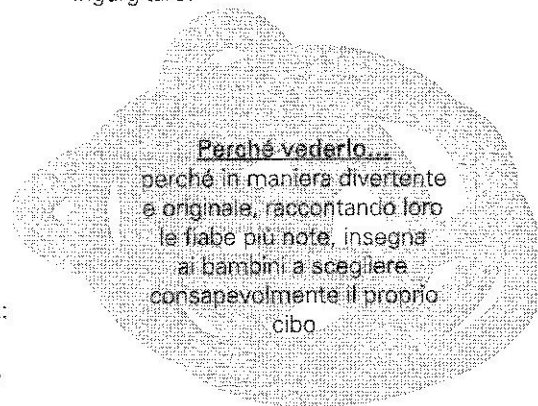 Perché vederlo...
perché in maniera divertente
e originale, raccontando loro
le fiabe più note, insegna
ai bambini a scegliere
consapevolmente il proprio
cibo